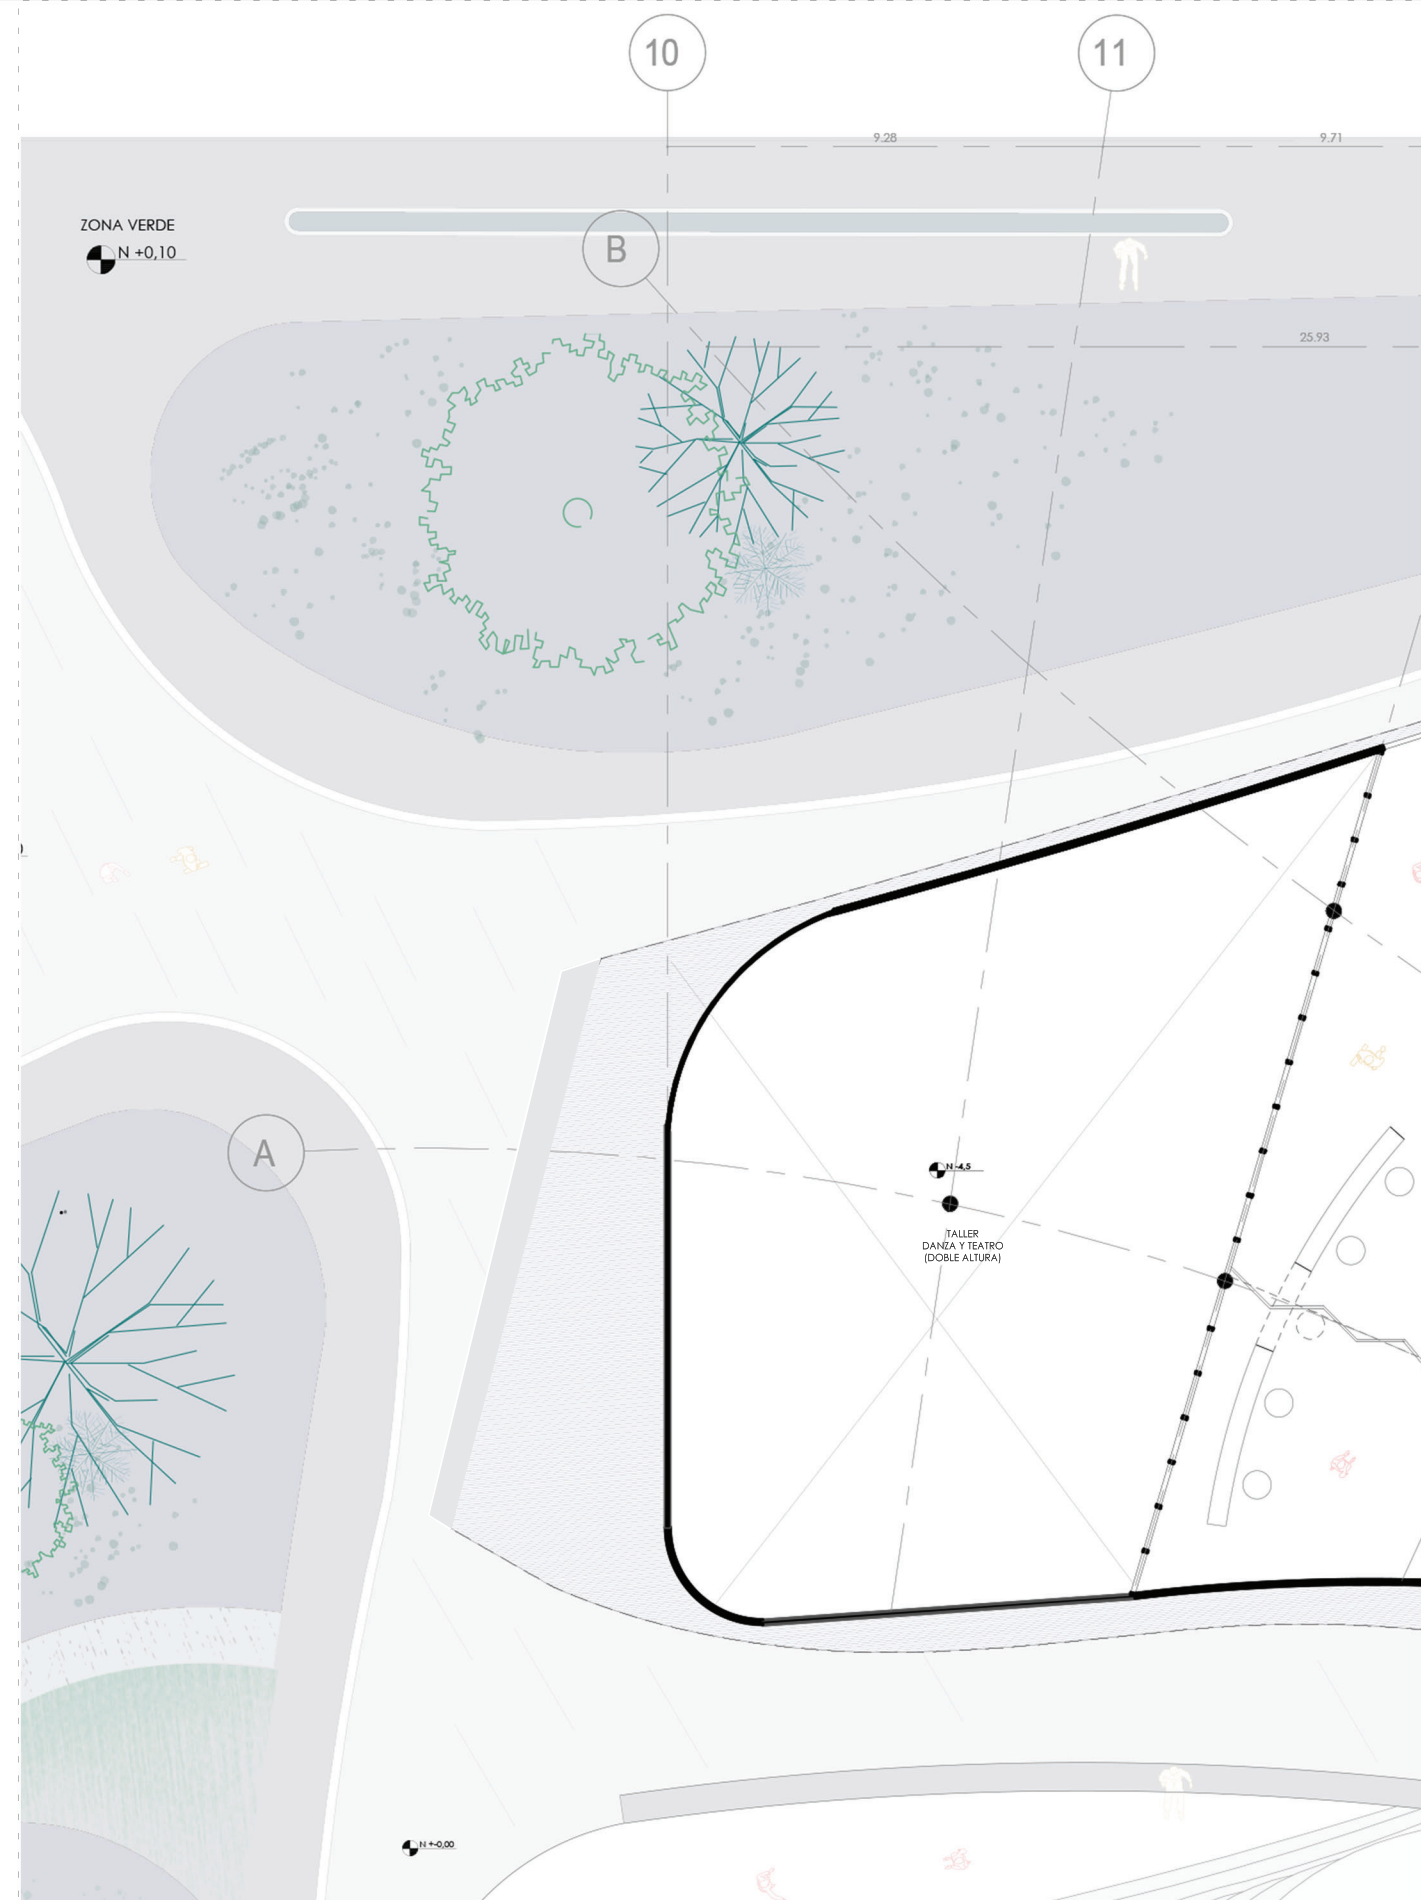 10
11
9.28
9.71
ZONA VERDE
N +0,10
B
25.93
A
N -4,5
TALLER
DANZA Y TEATRO
(DOBLE ALTURA)
N +-0,00